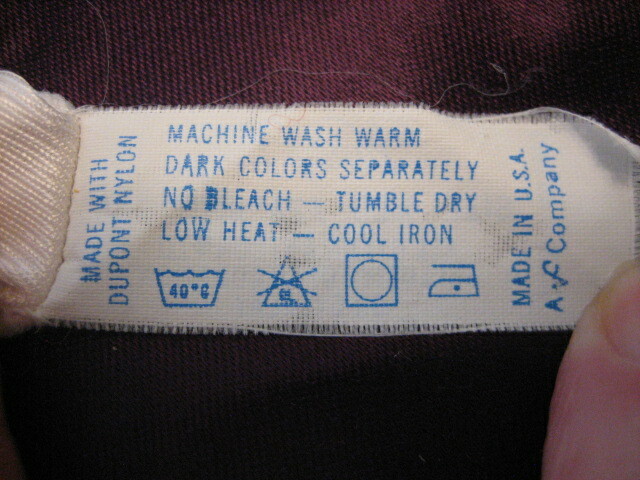 MADE WITH
DUPONT NYLON
MACHINE WASH WARM
DARK COLORS SEPARATELY
NO BLEACH — TUMBLE DRY
LOW HEAT — COOL IRON
40°C
CL
MADE IN U.S.A.
A Company